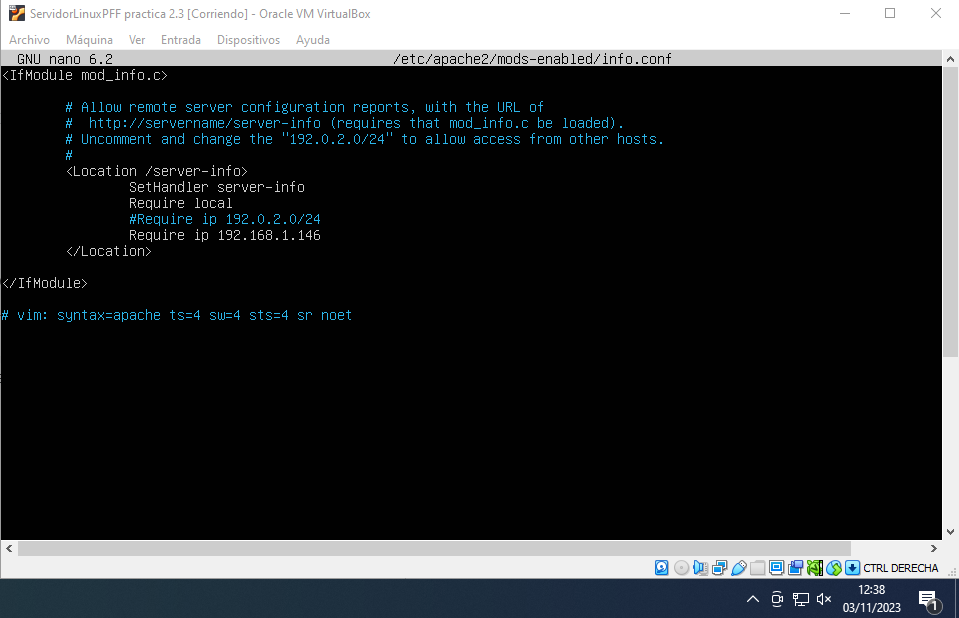 ServidorLinuxPFF practica 2.3 [Corriendo] - Oracle VM VirtualBox
Archivo Máquina Ver Entrada Dispositivos Ayuda
GNU nano 6.2 /etc/apache2/mods-enabled/info.conf
<IfModule mod_info.c>
# Allow remote server configuration reports, with the URL of
# http://servername/server-info (requires that mod_info.c be loaded).
# Uncomment and change the "192.0.2.0/24" to allow access from other hosts.
#
<Location /server-info>
SetHandler server-info
Require local
#Require ip 192.0.2.0/24
Require ip 192.168.1.146
</Location>
</IfModule>
# vim: syntax=apache ts=4 sw=4 sts=4 sr noet
CTRL DERECHA
12:38
03/11/2023
1